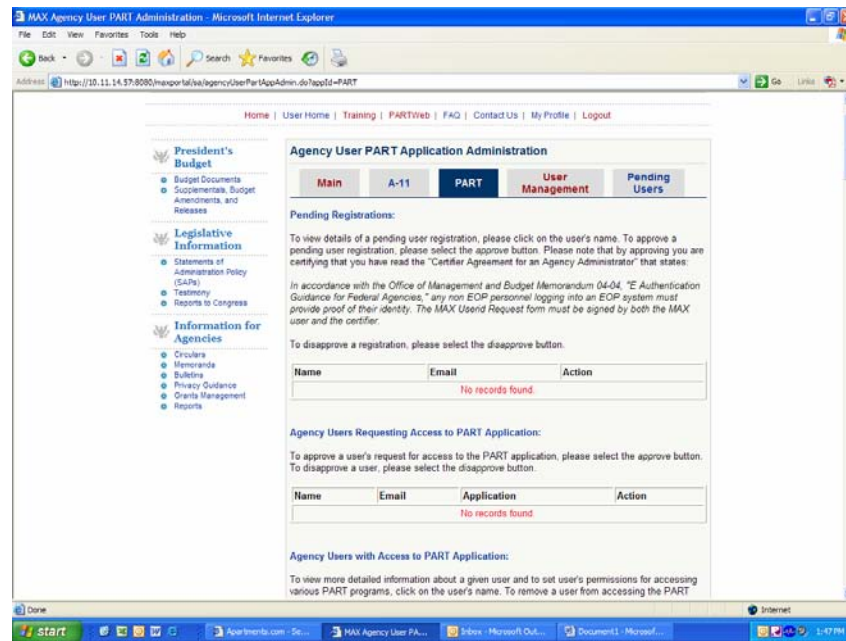 MAX Agency User PART Administration - Microsoft Internet Explorer
File Edit View Favorites Tools Help
Back Search Favorites
Address http://10.11.14.57:8080/maxportal/sa/agencyUserPartAppAdmin.do?appId=PART Go Links
Home | User Home | Training | PARTWeb | FAQ | Contact Us | My Profile | Logout
President's
Budget
Budget Documents
Supplementals, Budget
Amendments, and
Releases
Legislative
Information
Statements of
Administration Policy
(SAPs)
Testimony
Reports to Congress
Information for
Agencies
Circulars
Memoranda
Bulletins
Privacy Guidance
Grants Management
Reports
Agency User PART Application Administration
Main A-11 PART User Management Pending Users
Pending Registrations:
To view details of a pending user registration, please click on the user's name. To approve a
pending user registration, please select the approve button. Please note that by approving you are
certifying that you have read the "Certifier Agreement for an Agency Administrator" that states:
In accordance with the Office of Management and Budget Memorandum 04-04, "E Authentication
Guidance for Federal Agencies," any non EOP personnel logging into an EOP system must
provide proof of their identity. The MAX Userid Request form must be signed by both the MAX
user and the certifier.
To disapprove a registration, please select the disapprove button.
Name Email Action
No records found.
Agency Users Requesting Access to PART Application:
To approve a user's request for access to the PART application, please select the approve button.
To disapprove a user, please select the disapprove button.
Name Email Application Action
No records found.
Agency Users with Access to PART Application:
To view more detailed information about a given user and to set user's permissions for accessing
various PART programs, click on the user's name. To remove a user from accessing the PART
Done Internet
start Apartments.com - Se... MAX Agency User PA... Inbox - Microsoft Out... Document1 - Microsof... 1:47 PM